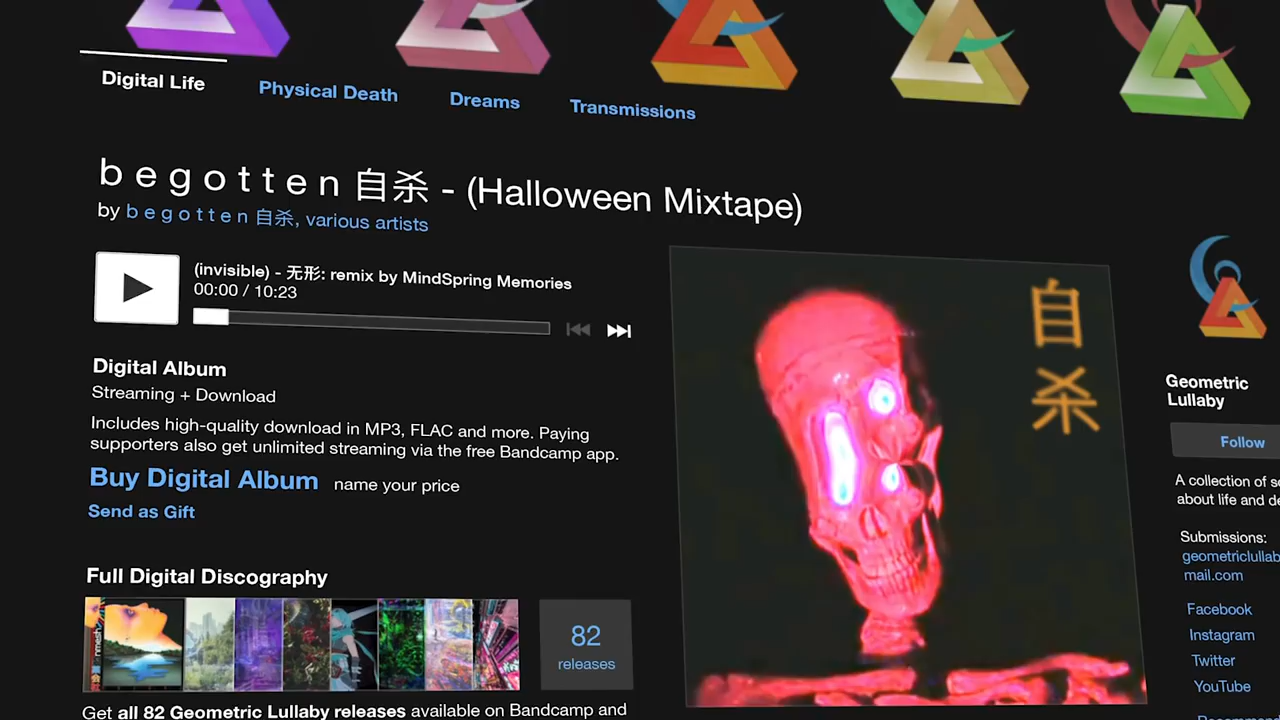 Digital Life
Physical Death
Dreams
Transmissions
b e g o t t e n 自杀 - (Halloween Mixtape)
by b e g o t t e n 自杀, various artists
(invisible) - 无形: remix by MindSpring Memories
00:00 / 10:23
Digital Album
Streaming + Download
Includes high-quality download in MP3, FLAC and more. Paying
supporters also get unlimited streaming via the free Bandcamp app.
Buy Digital Album name your price
Send as Gift
Full Digital Discography
82
releases
Get all 82 Geometric Lullaby releases available on Bandcamp and
自
杀
Geometric
Lullaby
Follow
A collection of
about life and
Submissions:
geometriclullab
mail.com
Facebook
Instagram
Twitter
YouTube